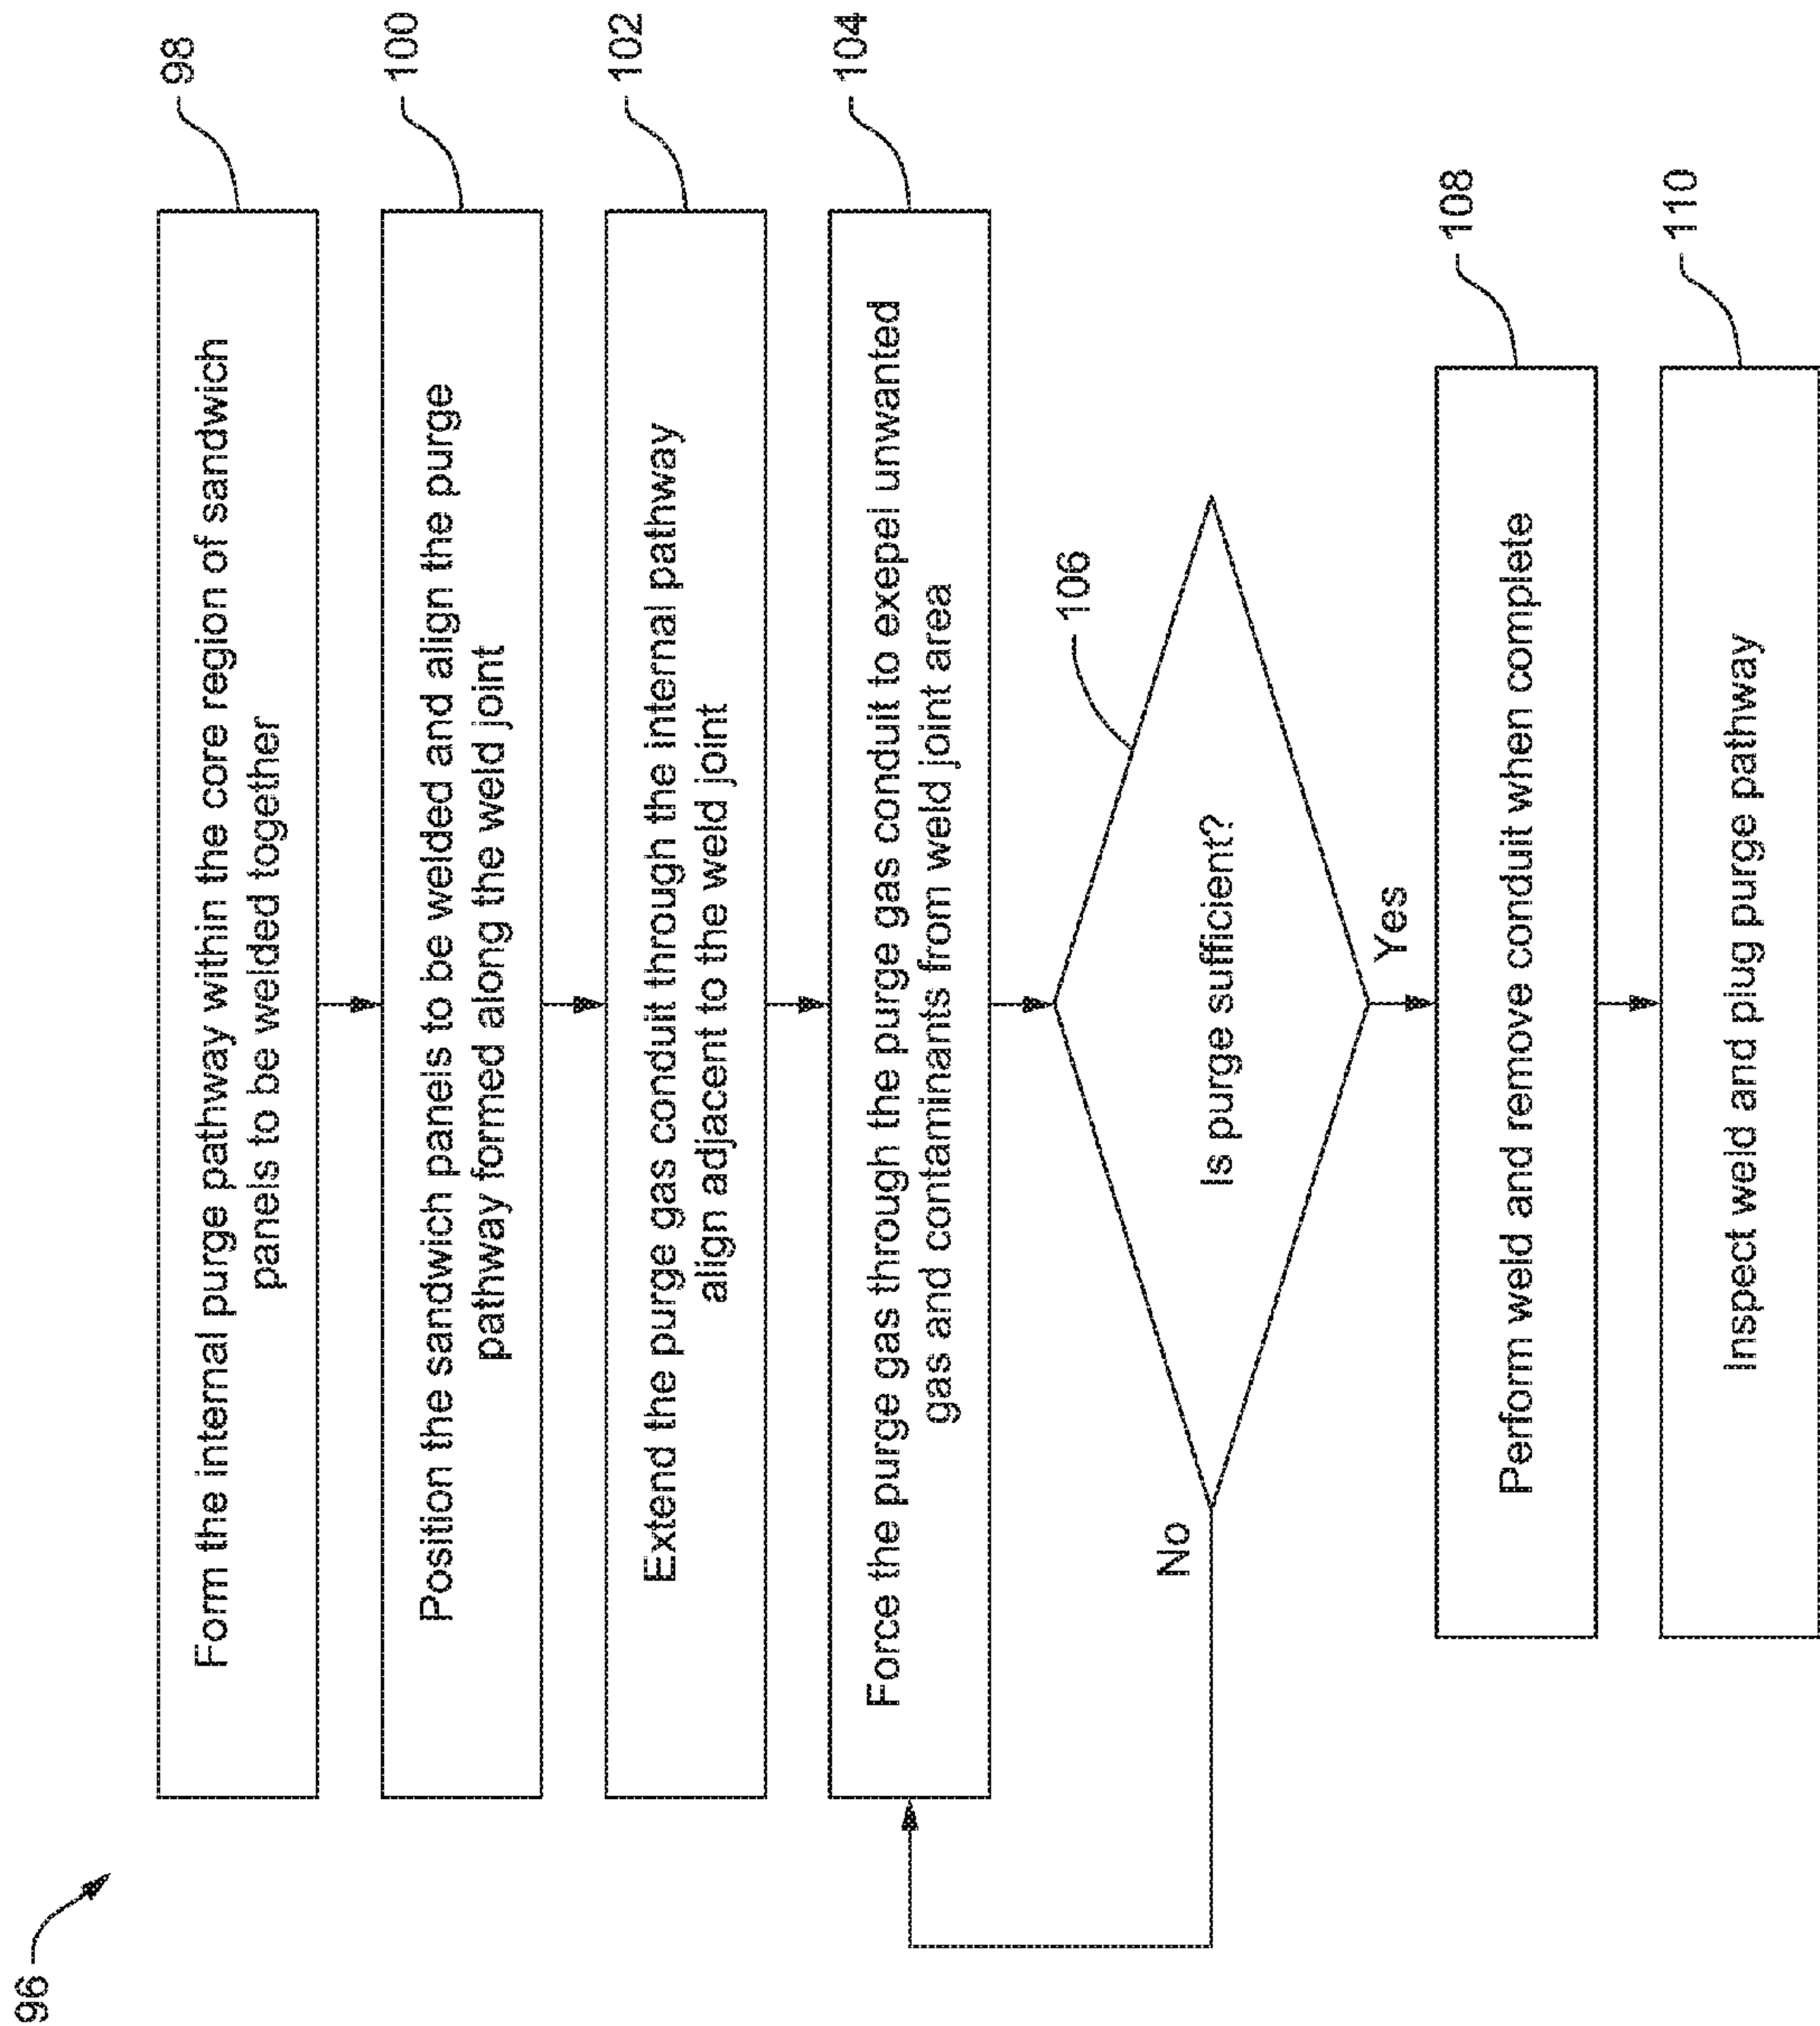 96
98
Form the internal purge pathway within the core region of sandwich
panels to be welded together
100
Position the sandwich panels to be welded and align the purge
pathway formed along the weld joint
102
Extend the purge gas conduit through the internal pathway
align adjacent to the weld joint
104
Force the purge gas through the purge gas conduit to exepel unwanted
gas and contaminants from weld joint area
106
Is purge sufficient?
No
Yes
108
Perform weld and remove conduit when complete
110
Inspect weld and plug purge pathway